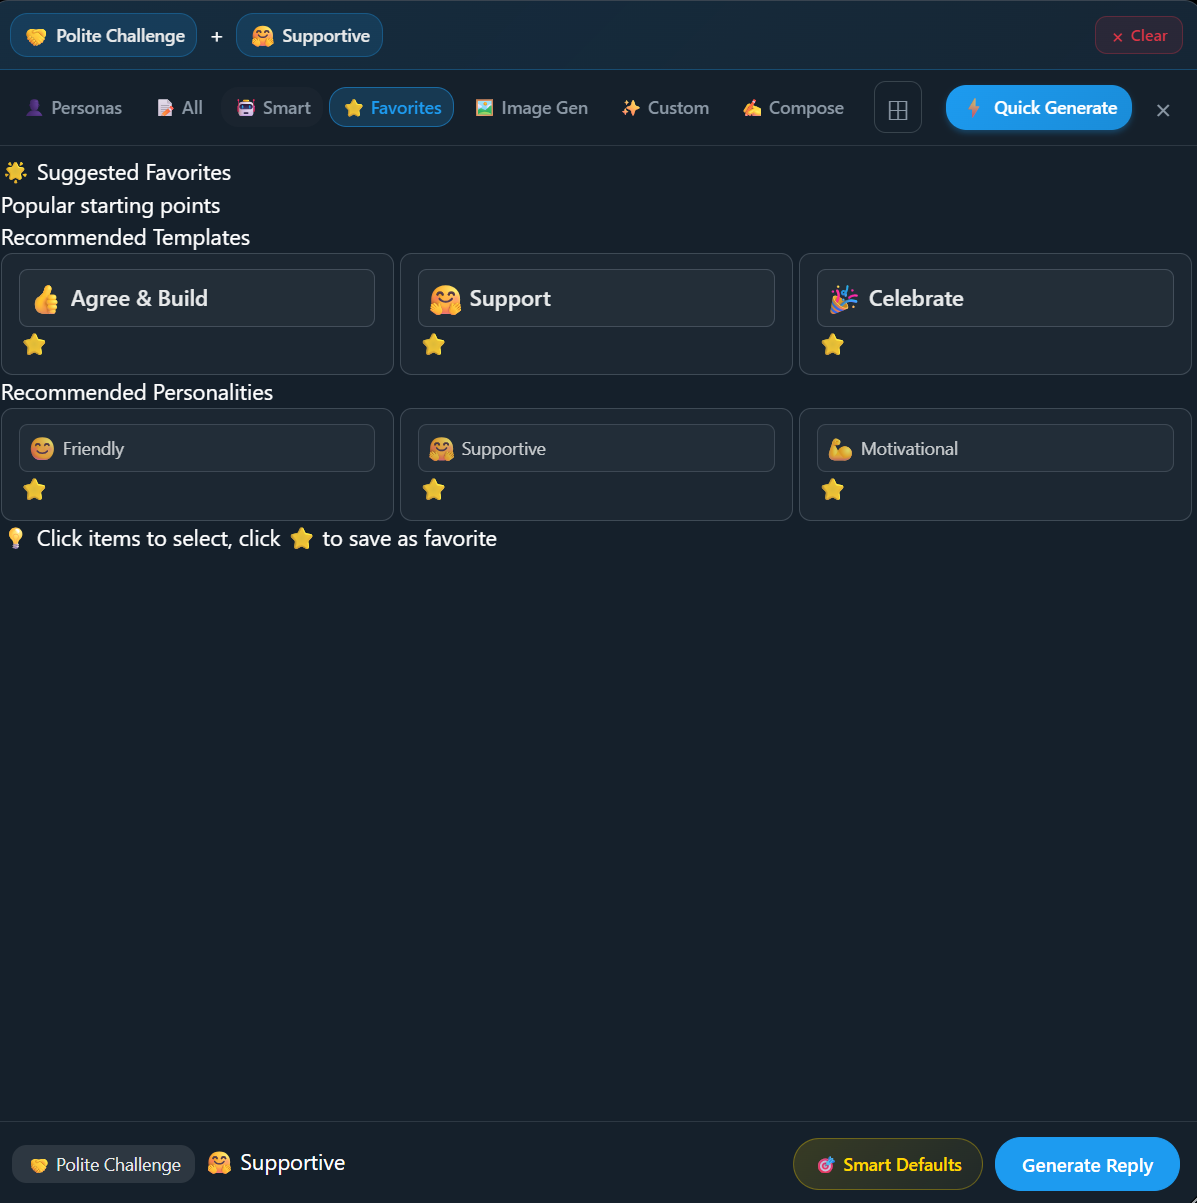 Polite Challenge + Supportive × Clear
Personas All Smart Favorites Image Gen Custom Compose Quick Generate ×
Suggested Favorites
Popular starting points
Recommended Templates
Agree & Build Support Celebrate
Recommended Personalities
Friendly Supportive Motivational
Click items to select, click ⭐ to save as favorite
Polite Challenge Supportive Smart Defaults Generate Reply